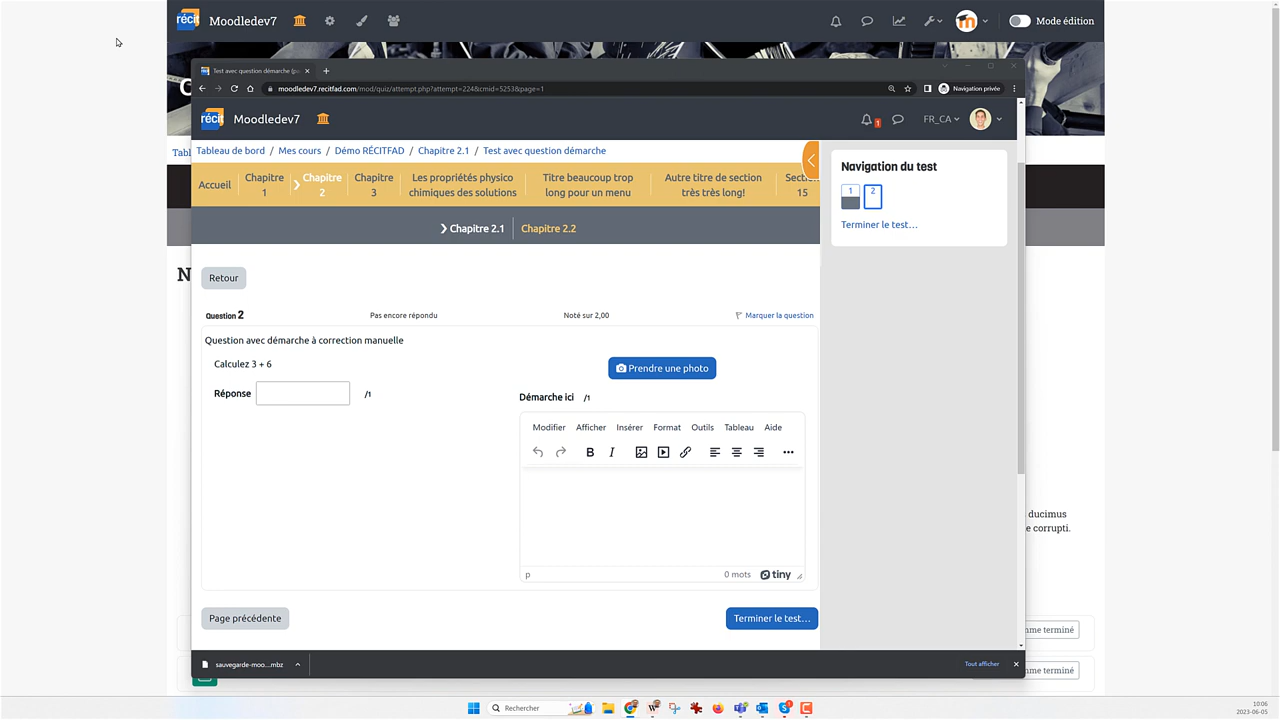 récit Moodledev7
Mode édition
Test avec question démarche (p
moodledev7.recitfad.com/mod/quiz/attempt.php?attempt=224&cmid=5253&page=1
Navigation privée
récit Moodledev7
1
FR_CA
Tableau de bord / Mes cours / Démo RÉCITFAD / Chapitre 2.1 / Test avec question démarche
Accueil
Chapitre 1
Chapitre 2
Chapitre 3
Les propriétés physico chimiques des solutions
Titre beaucoup trop long pour un menu
Autre titre de section très très long!
Secti
15
Chapitre 2.1
Chapitre 2.2
Navigation du test
1 2
Terminer le test…
Retour
Question 2
Pas encore répondu
Noté sur 2,00
Marquer la question
Question avec démarche à correction manuelle
Calculez 3 + 6
Réponse
/1
Prendre une photo
Démarche ici /1
Modifier Afficher Insérer Format Outils Tableau Aide
B I
p
0 mots
tiny
Page précédente
Terminer le test…
ducimus
e corrupti.
mme terminé
mme terminé
sauvegarde-moo....mbz
Tout afficher
Rechercher
10:06
2023-06-05